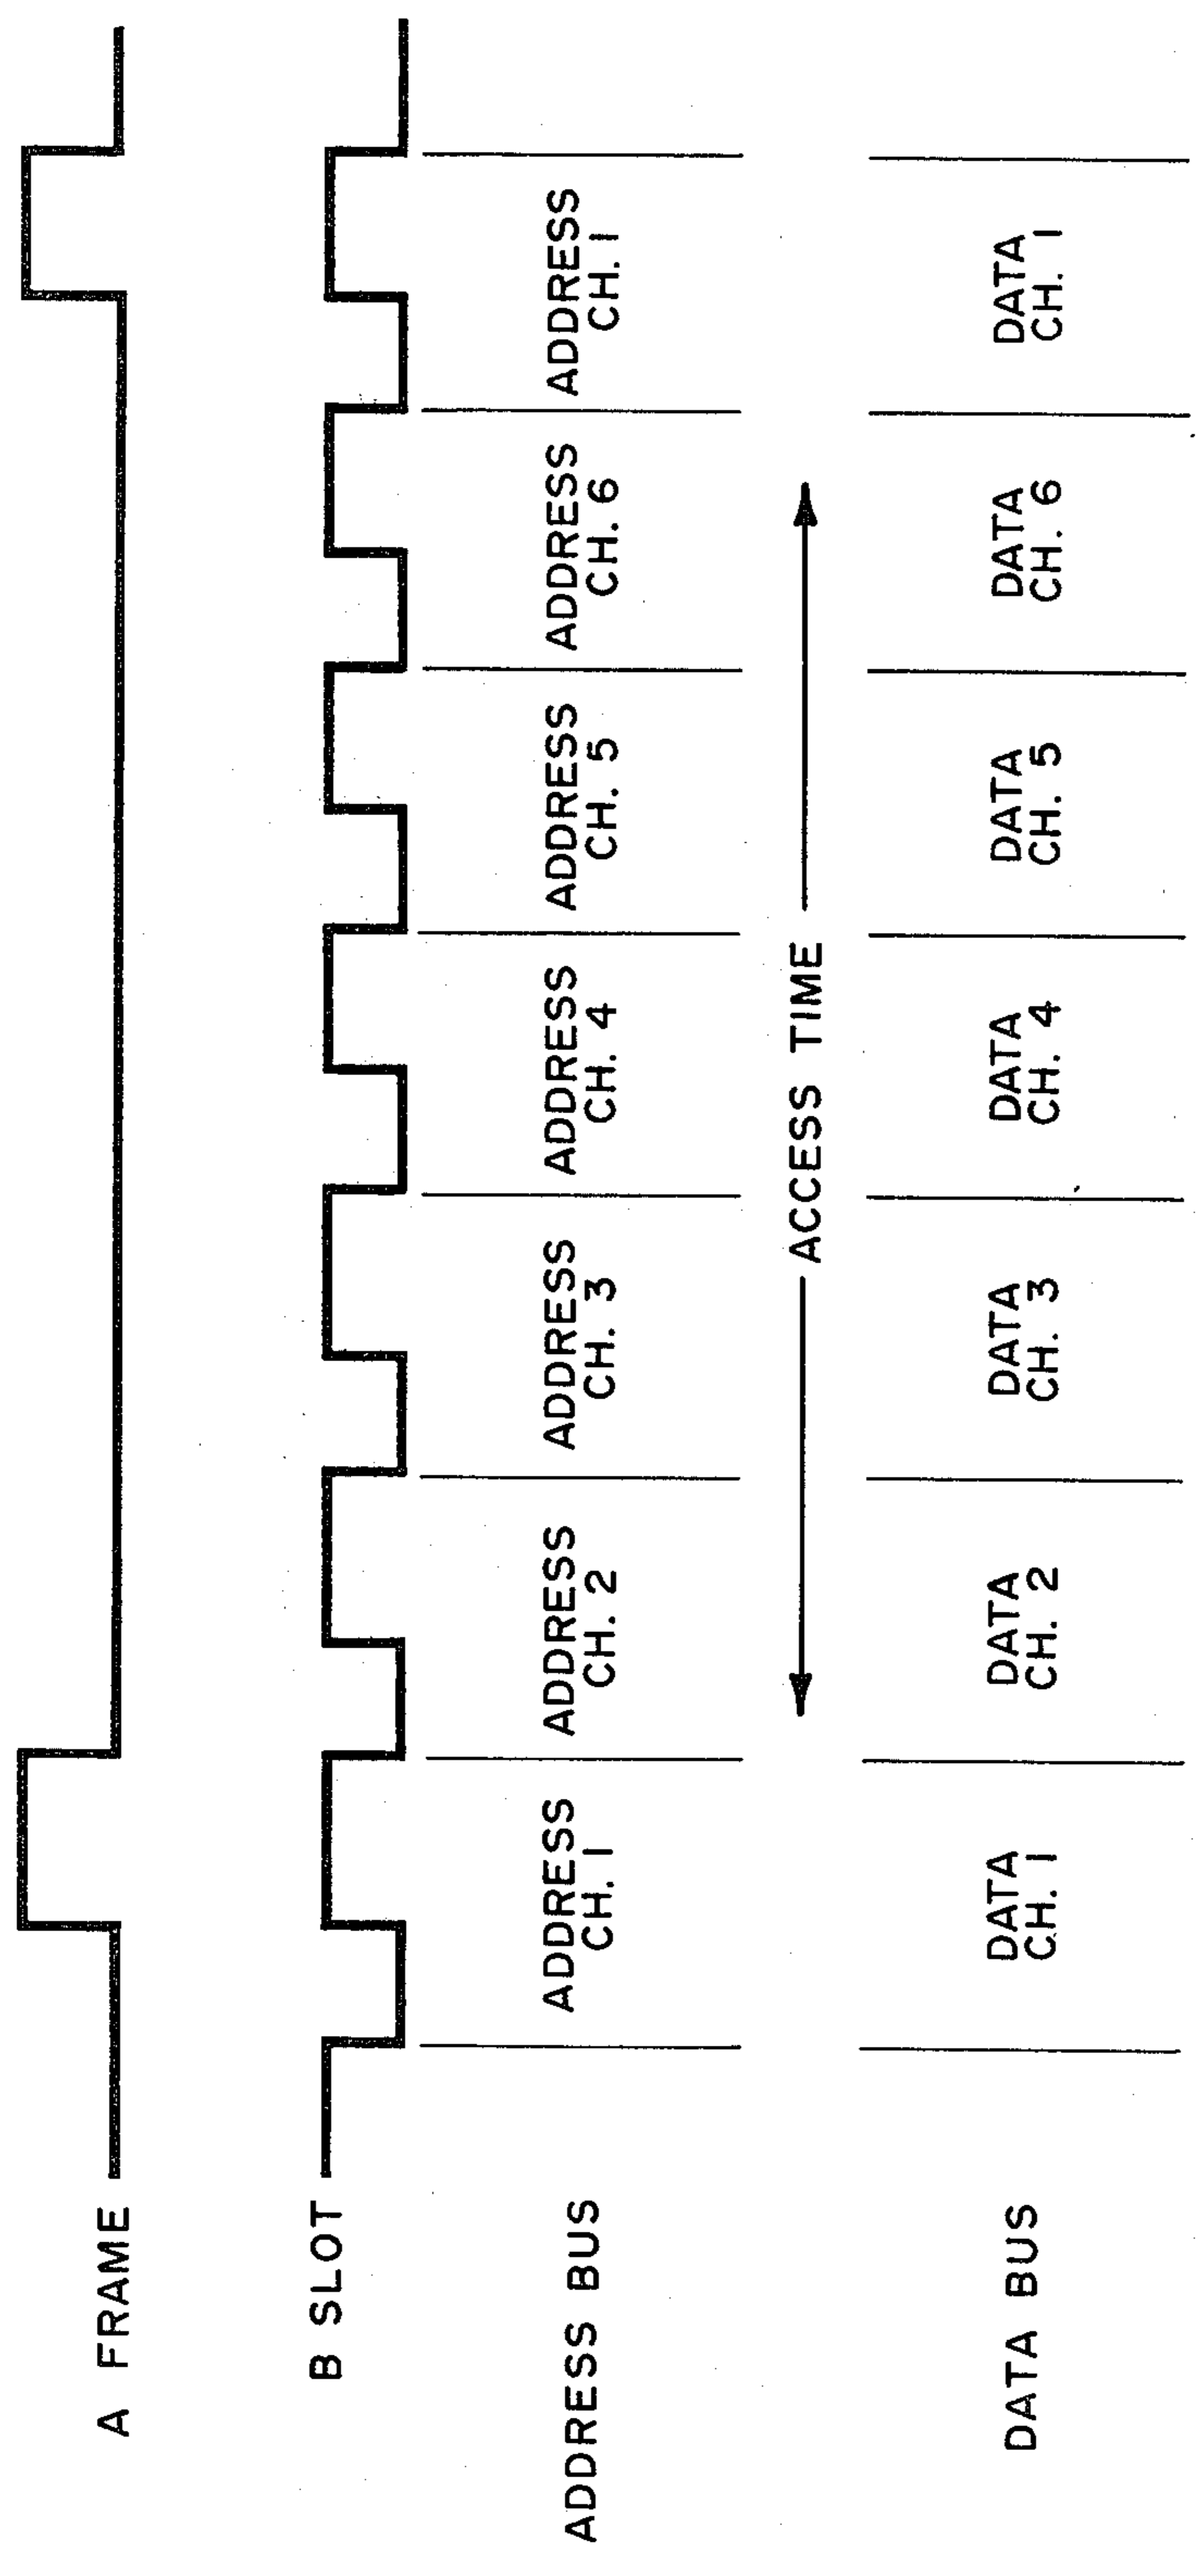 A FRAME
B SLOT
ADDRESS BUS
ADDRESS
CH. 1
ADDRESS
CH. 2
ADDRESS
CH. 3
ADDRESS
CH. 4
ADDRESS
CH. 5
ADDRESS
CH. 6
ADDRESS
CH. 1
ACCESS TIME
DATA BUS
DATA
CH. 1
DATA
CH. 2
DATA
CH. 3
DATA
CH. 4
DATA
CH. 5
DATA
CH. 6
DATA
CH. 1